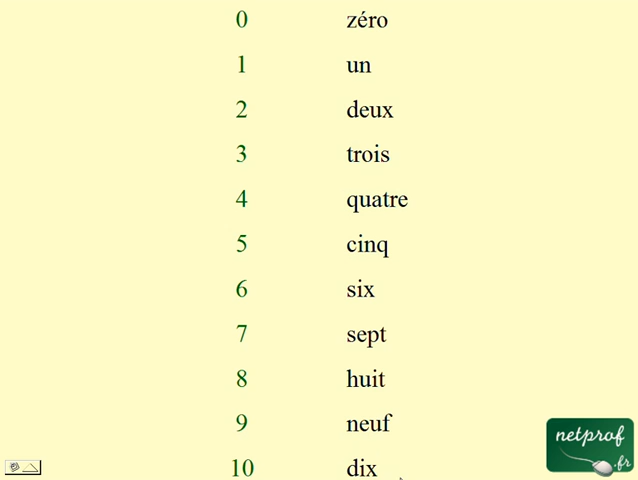 0 zéro
1 un
2 deux
3 trois
4 quatre
5 cinq
6 six
7 sept
8 huit
9 neuf
10 dix
netprof
.fr